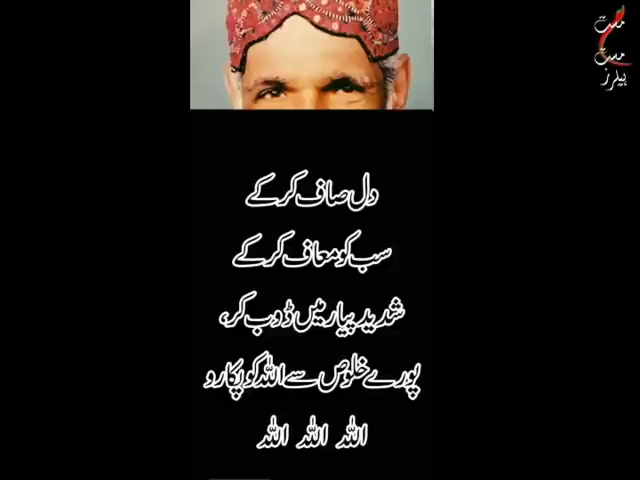 مست
مست
ہیلرز
دل صاف کر کے
سب کو معاف کر کے
شدید پیار میں ڈوب کر،
پورے خلوص سے اللہ کو پکارو
اللہ اللہ اللہ